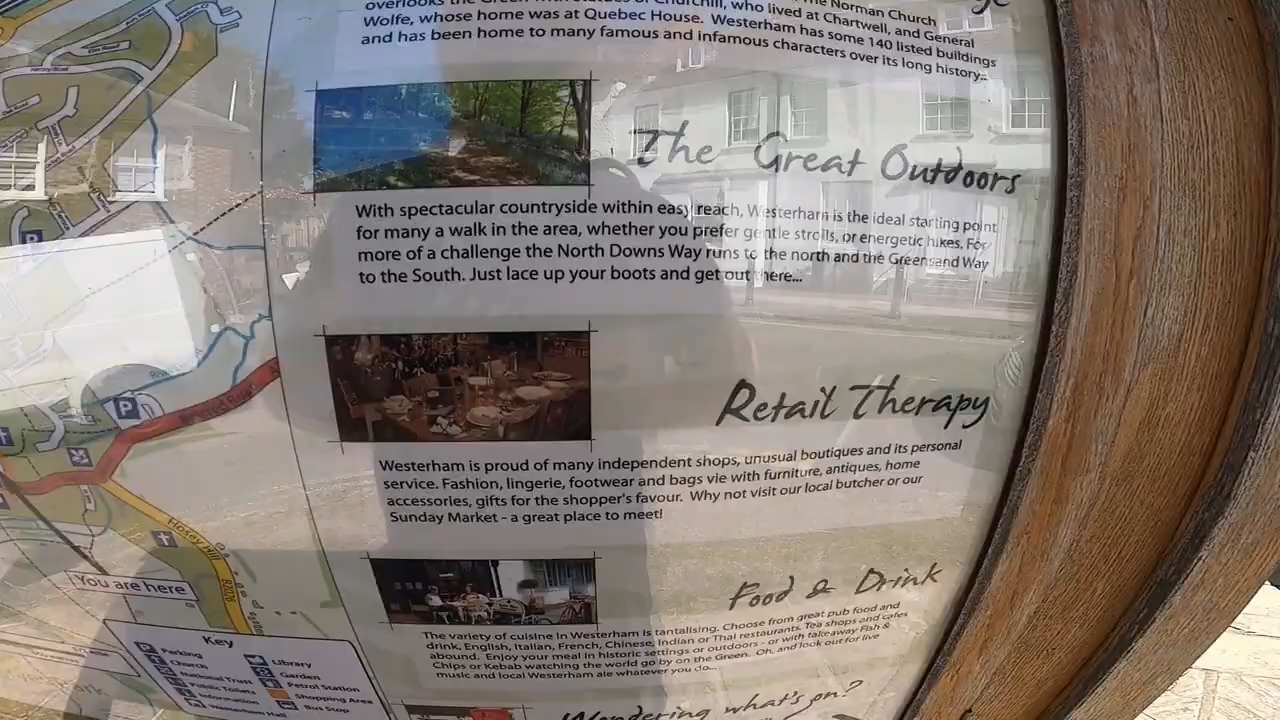 overlooks the Green with statues of Churchill, who lived at Chartwell, and General
Wolfe, whose home was at Quebec House. Westerham has some 140 listed buildings
and has been home to many famous and infamous characters over its long history...
The Great Outdoors
With spectacular countryside within easy reach, Westerham is the ideal starting point
for many a walk in the area, whether you prefer gentle strolls, or energetic hikes. For
more of a challenge the North Downs Way runs to the north and the Greensand Way
to the South. Just lace up your boots and get out there...
Retail Therapy
Westerham is proud of many independent shops, unusual boutiques and its personal
service. Fashion, lingerie, footwear and bags vie with furniture, antiques, home
accessories, gifts for the shopper's favour. Why not visit our local butcher or our
Sunday Market - a great place to meet!
Food & Drink
The variety of cuisine in Westerham is tantalising. Choose from great pub food and
drink, English, Italian, French, Chinese, Indian or Thai restaurants. Tea shops and cafes
abound. Enjoy your meal in historic settings or outdoors - or with takeaway Fish &
Chips or Kebab watching the world go by on the Green. Oh, and look out for live
music and local Westerham ale whatever you do...
Wondering what's on?
P
P
Hosey Hill
B2026
You are here
Key
Parking
Church
National Trust
Public Toilets
Information
Westerham Hall
Library
Garden
Petrol Station
Shopping Area
Bus Stop